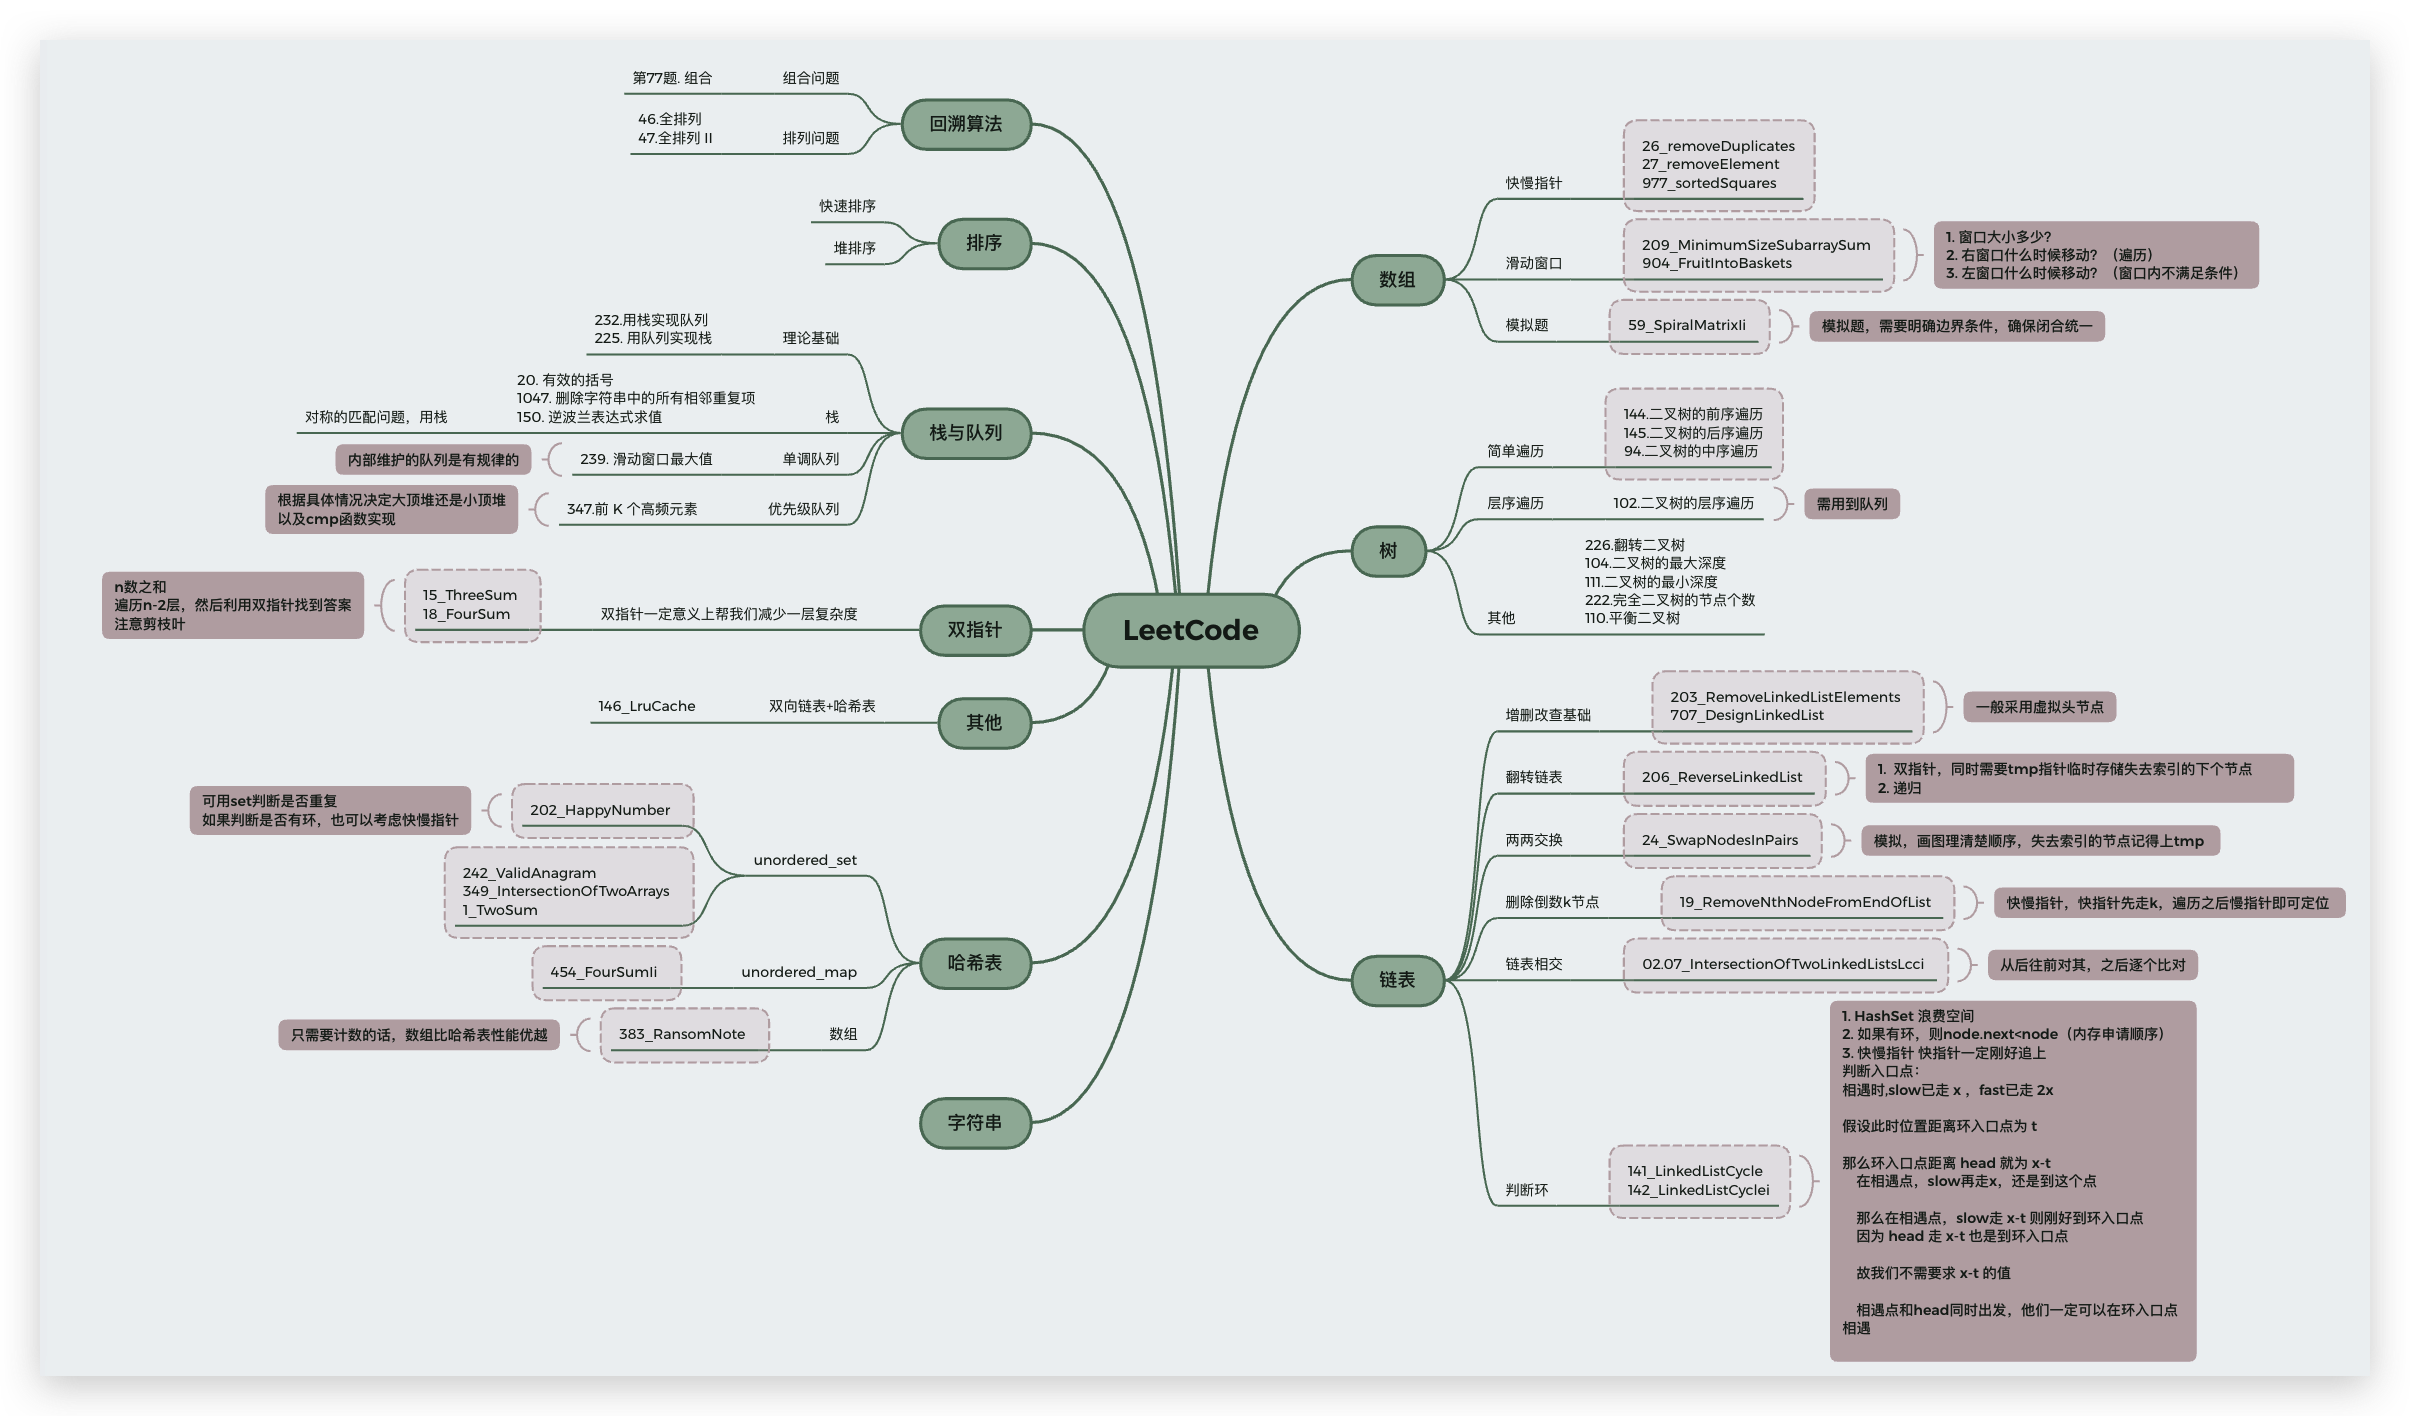 LeetCode
数组
快慢指针
26_removeDuplicates
27_removeElement
977_sortedSquares
滑动窗口
209_MinimumSizeSubarraySum
904_FruitIntoBaskets
1. 窗口大小多少?
2. 右窗口什么时候移动？（遍历）
3. 左窗口什么时候移动？（窗口内不满足条件）
模拟题
59_SpiralMatrixIi
模拟题，需要明确边界条件，确保闭合统一
树
简单遍历
144.二叉树的前序遍历
145.二叉树的后序遍历
94.二叉树的中序遍历
层序遍历
102.二叉树的层序遍历
需用到队列
其他
226.翻转二叉树
104.二叉树的最大深度
111.二叉树的最小深度
222.完全二叉树的节点个数
110.平衡二叉树
链表
增删改查基础
203_RemoveLinkedListElements
707_DesignLinkedList
一般采用虚拟头节点
翻转链表
206_ReverseLinkedList
1. 双指针，同时需要tmp指针临时存储失去索引的下个节点
2. 递归
两两交换
24_SwapNodesInPairs
模拟，画图理清楚顺序，失去索引的节点记得上tmp
删除倒数k节点
19_RemoveNthNodeFromEndOfList
快慢指针，快指针先走k，遍历之后慢指针即可定位
链表相交
02.07_IntersectionOfTwoLinkedListsLcci
从后往前对其，之后逐个比对
判断环
141_LinkedListCycle
142_LinkedListCyclei
1. HashSet 浪费空间
2. 如果有环，则node.next<node（内存申请顺序）
3. 快慢指针 快指针一定刚好追上
判断入口点：
相遇时,slow已走 x ，fast已走 2x
假设此时位置距离环入口点为 t
那么环入口点距离 head 就为 x-t
在相遇点，slow再走x，还是到这个点
那么在相遇点，slow走 x-t 则刚好到环入口点
因为 head 走 x-t 也是到环入口点
故我们不需要求 x-t 的值
相遇点和head同时出发，他们一定可以在环入口点
相遇
回溯算法
组合问题
第77题. 组合
排列问题
46.全排列
47.全排列 II
排序
快速排序
堆排序
栈与队列
理论基础
232.用栈实现队列
225. 用队列实现栈
栈
20. 有效的括号
1047. 删除字符串中的所有相邻重复项
150. 逆波兰表达式求值
对称的匹配问题，用栈
单调队列
239. 滑动窗口最大值
内部维护的队列是有规律的
优先级队列
347.前 K 个高频元素
根据具体情况决定大顶堆还是小顶堆
以及cmp函数实现
双指针
双指针一定意义上帮我们减少一层复杂度
15_ThreeSum
18_FourSum
n数之和
遍历n-2层，然后利用双指针找到答案
注意剪枝叶
其他
双向链表+哈希表
146_LruCache
哈希表
unordered_set
202_HappyNumber
可用set判断是否重复
如果判断是否有环，也可以考虑快慢指针
242_ValidAnagram
349_IntersectionOfTwoArrays
1_TwoSum
unordered_map
454_FourSumIi
数组
383_RansomNote
只需要计数的话，数组比哈希表性能优越
字符串